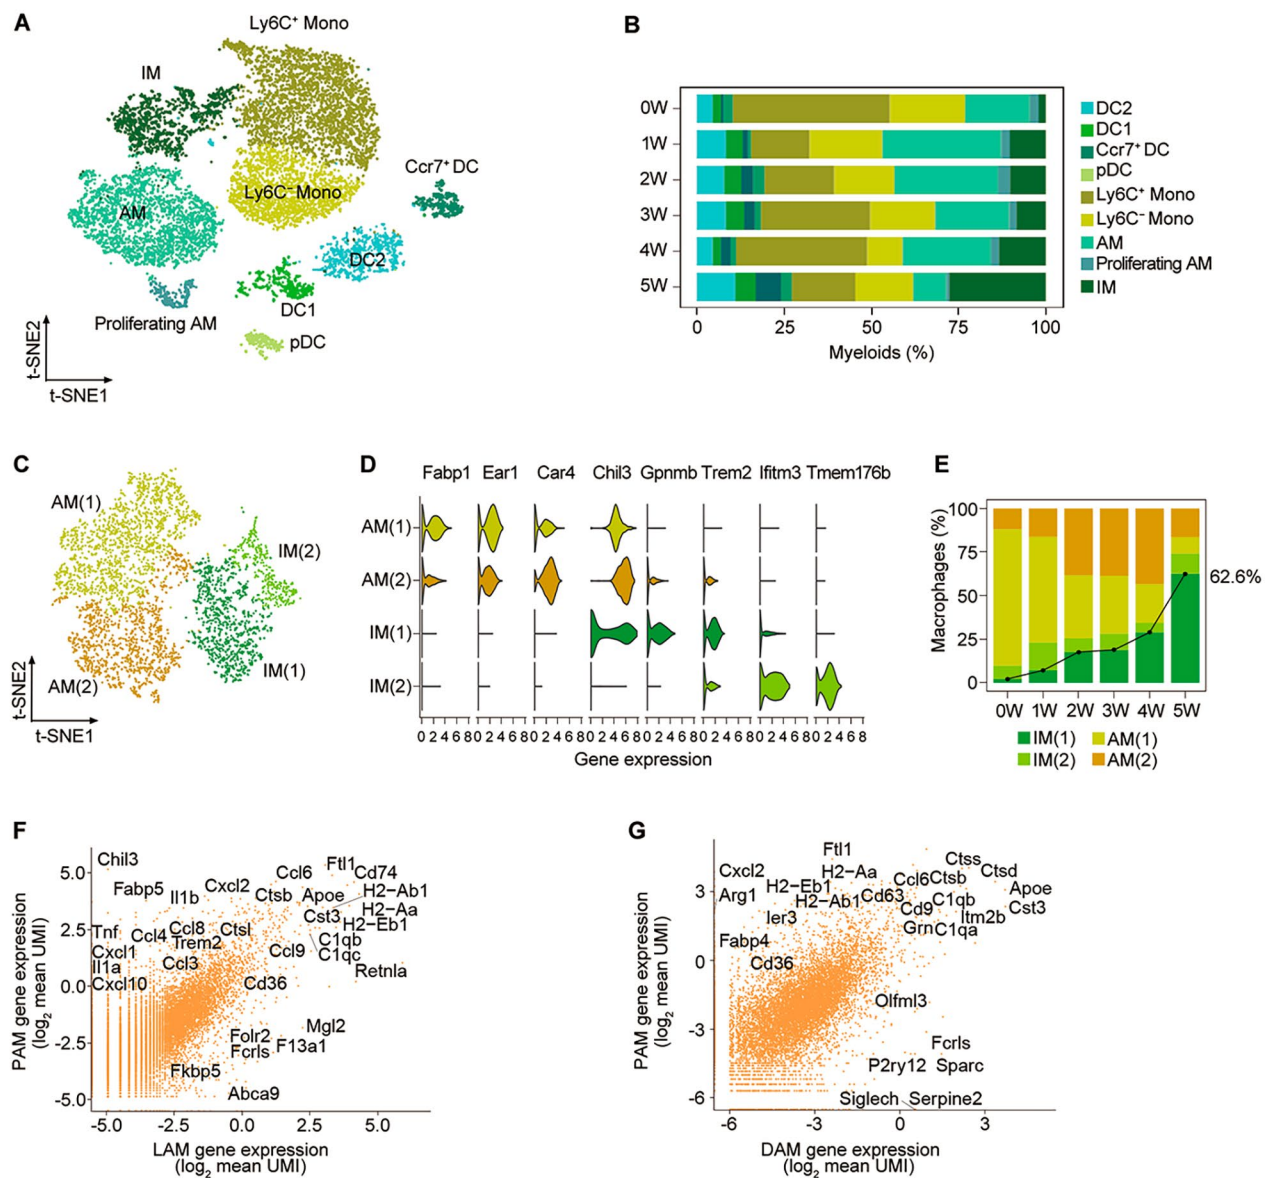 A
Ly6C⁺ Mono
IM
Ly6C⁻ Mono
AM
Ccr7⁺ DC
DC2
DC1
Proliferating AM
pDC
t-SNE2
t-SNE1
B
0W
1W
2W
3W
4W
5W
0 25 50 75 100
Myeloids (%)
DC2
DC1
Ccr7⁺ DC
pDC
Ly6C⁺ Mono
Ly6C⁻ Mono
AM
Proliferating AM
IM
C
AM(1)
IM(2)
IM(1)
AM(2)
t-SNE2
t-SNE1
D
Fabp1 Ear1 Car4 Chil3 Gpnmb Trem2 Ifitm3 Tmem176b
AM(1)
AM(2)
IM(1)
IM(2)
0 2 4 6 8 0 2 4 6 8 0 2 4 6 8 0 2 4 6 8 0 2 4 6 8 0 2 4 6 8 0 2 4 6 8 0 2 4 6 8
Gene expression
E
Macrophages (%)
100
75
50
25
0
62.6%
0W 1W 2W 3W 4W 5W
IM(1) AM(1)
IM(2) AM(2)
F
PAM gene expression
(log₂ mean UMI)
5.0
2.5
0.0
-2.5
-5.0
Chil3
Fabp5
Il1b
Cxcl2
Ccl6
Ftl1
Cd74
Ctsb
Apoe
H2-Ab1
H2-Aa
Cst3
H2-Eb1
Tnf
Ccl4
Ccl8
Ctsl
Trem2
C1qb
C1qc
Cxcl1
Il1a
Ccl3
Ccl9
Retnla
Cxcl10
Cd36
Mgl2
Folr2
Fcrls
F13a1
Fkbp5
Abca9
-5.0 -2.5 0.0 2.5 5.0
LAM gene expression
(log₂ mean UMI)
G
PAM gene expression
(log₂ mean UMI)
3
0
-3
-6
Ftl1
Ctss
Cxcl2
H2-Aa
Ccl6
Ctsb
Ctsd
Arg1
H2-Eb1
Cd63
Apoe
H2-Ab1
Cd9
C1qb
Cst3
Ier3
Itm2b
Grn
C1qa
Fabp4
Cd36
Olfml3
Fcrls
P2ry12
Sparc
Siglech
Serpine2
-6 -3 0 3
DAM gene expression
(log₂ mean UMI)